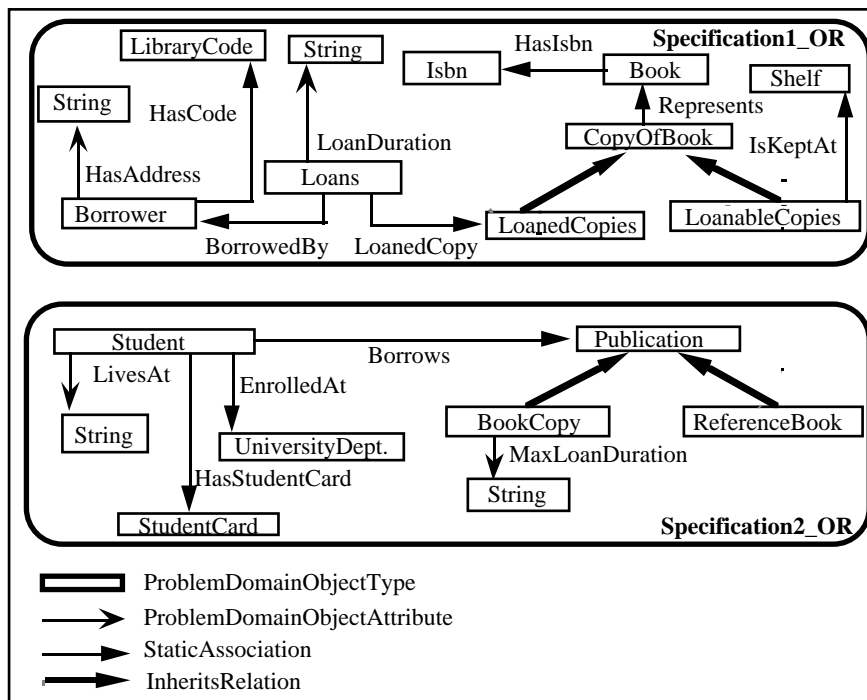 Specification1_OR
LibraryCode
String
HasIsbn
Isbn
Book
Shelf
String
HasCode
Represents
CopyOfBook
IsKeptAt
LoanDuration
HasAddress
Loans
Borrower
LoanedCopies
LoanableCopies
BorrowedBy
LoanedCopy
Student
Publication
Borrows
LivesAt
EnrolledAt
String
BookCopy
ReferenceBook
UniversityDept.
MaxLoanDuration
HasStudentCard
String
StudentCard
Specification2_OR
ProblemDomainObjectType
ProblemDomainObjectAttribute
StaticAssociation
InheritsRelation